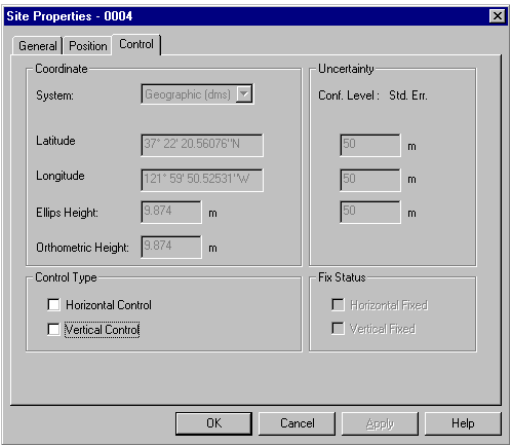 Site Properties - 0004
General Position Control
Coordinate
System: Geographic (dms)
Latitude 37° 22' 20.56076"N
Longitude 121° 59' 50.52531"W
Ellips Height: 9.874 m
Orthometric Height: 9.874 m
Uncertainty
Conf. Level : Std. Err.
50 m
50 m
50 m
Control Type
Horizontal Control
Vertical Control
Fix Status
Horizontal Fixed
Vertical Fixed
OK Cancel Apply Help